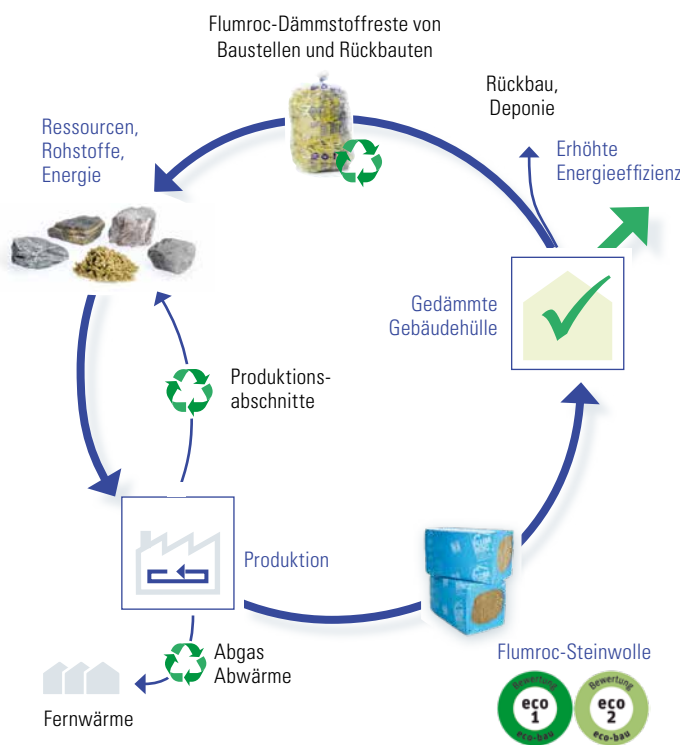 Flumroc-Dämmstoffreste von
Baustellen und Rückbauten
Rückbau,
Deponie
Ressourcen,
Rohstoffe,
Energie
Erhöhte
Energieeffizienz
Gedämmte
Gebäudehülle
Produktions-
abschnitte
Produktion
Abgas
Abwärme
Fernwärme
Flumroc-Steinwolle
Bewertung
eco
1
eco-bau
Bewertung
eco
2
eco-bau